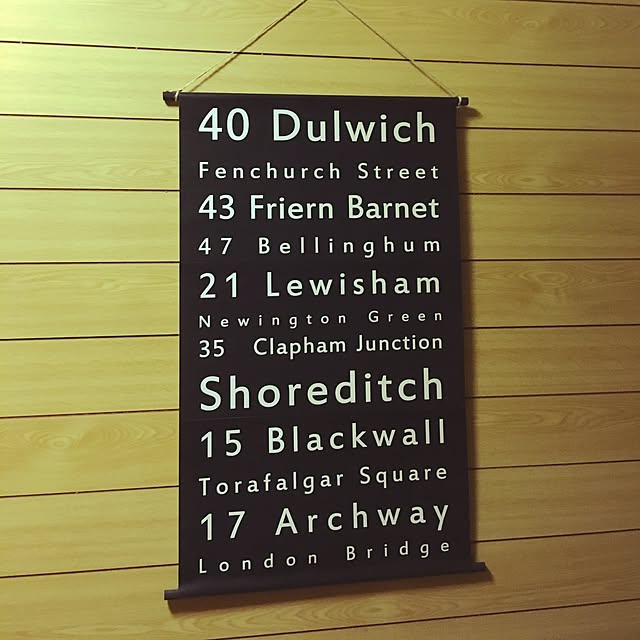 40 Dulwich
Fenchurch Street
43 Friern Barnet
47 Bellinghum
21 Lewisham
Newington Green
35 Clapham Junction
Shoreditch
15 Blackwall
Torafalgar Square
17 Archway
London Bridge